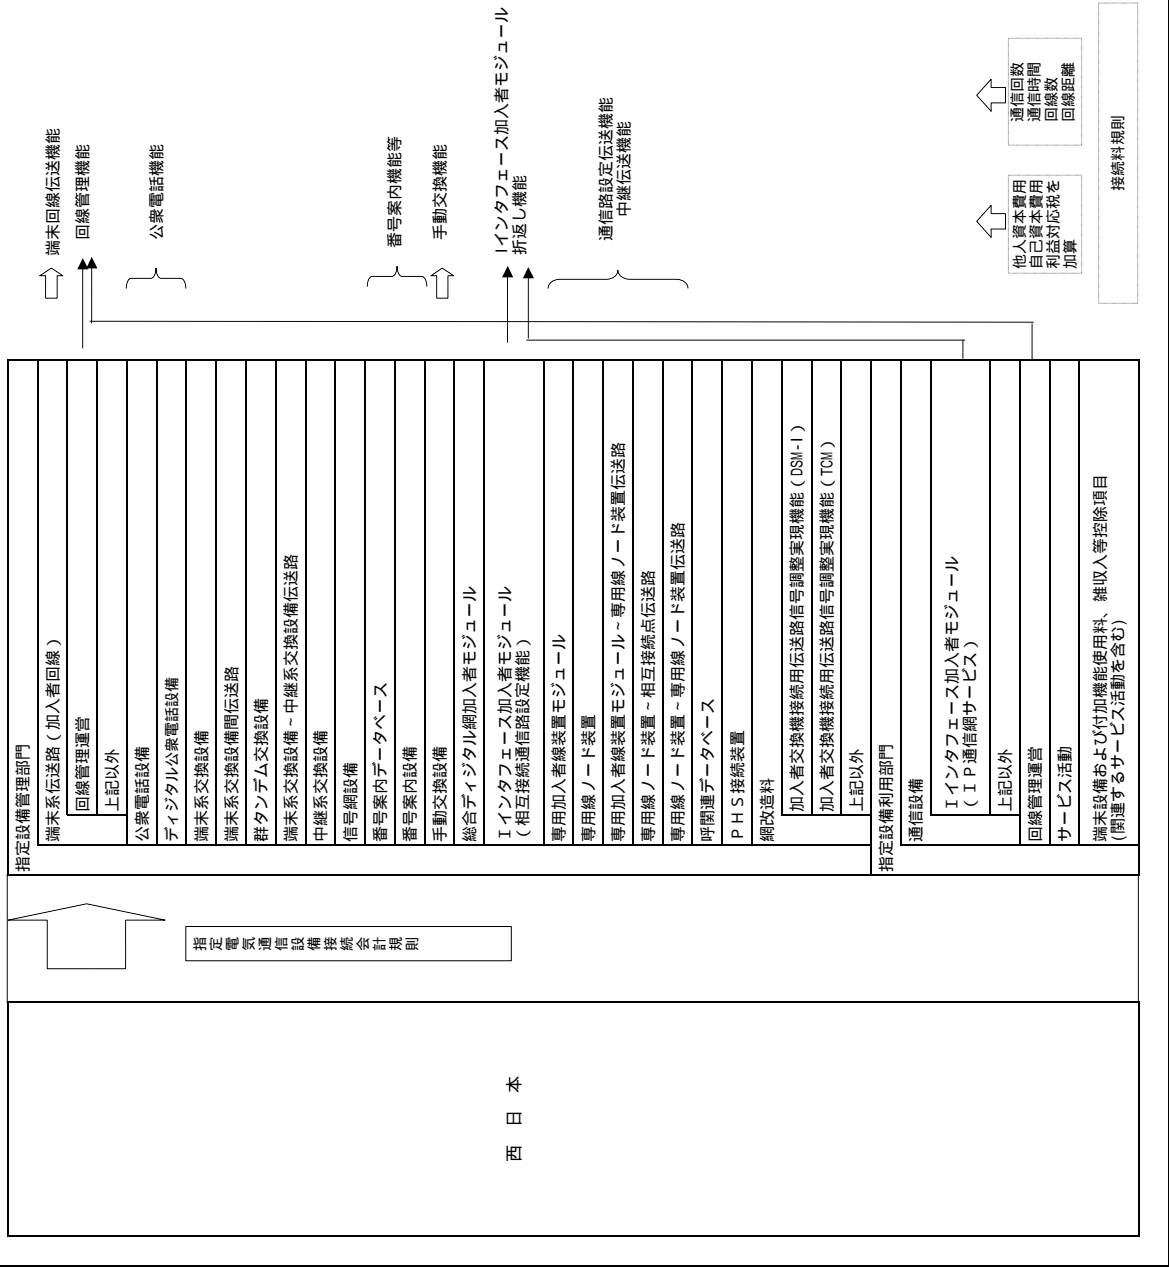 西 日 本
指定電気通信設備接続会計規則
指定設備管理部門
端末系伝送路（加入者回線）
回線管理運営
上記以外
公衆電話設備
ディジタル公衆電話設備
端末系交換設備
端末系交換設備間伝送路
群タンデム交換設備
端末系交換設備～中継系交換設備伝送路
中継系交換設備
信号網設備
番号案内データベース
番号案内設備
手動交換設備
総合ディジタル網加入者モジュール
Ｉインタフェース加入者モジュール
（相互接続通信路設定機能）
専用加入者線装置モジュール
専用線ノード装置
専用加入者線装置モジュール～専用線ノード装置伝送路
専用線ノード装置～相互接続点伝送路
専用線ノード装置～専用線ノード装置伝送路
呼関連データベース
ＰＨＳ接続装置
網改造料
加入者交換機接続用伝送路信号調整実現機能（DSM-I）
加入者交換機接続用伝送路信号調整実現機能（TCM）
上記以外
指定設備利用部門
通信設備
Ｉインタフェース加入者モジュール
（ＩＰ通信網サービス）
上記以外
回線管理運営
サービス活動
端末設備および付加機能使用料、雑収入等控除項目
(関連するサービス活動を含む)
端末回線伝送機能
回線管理機能
公衆電話機能
番号案内機能等
手動交換機能
Iインタフェース加入者モジュール
折返し機能
通信路設定伝送機能
中継伝送機能
他人資本費用
自己資本費用
利益対応税を
加算
通信回数
通信時間
回線数
回線距離
接続料規則